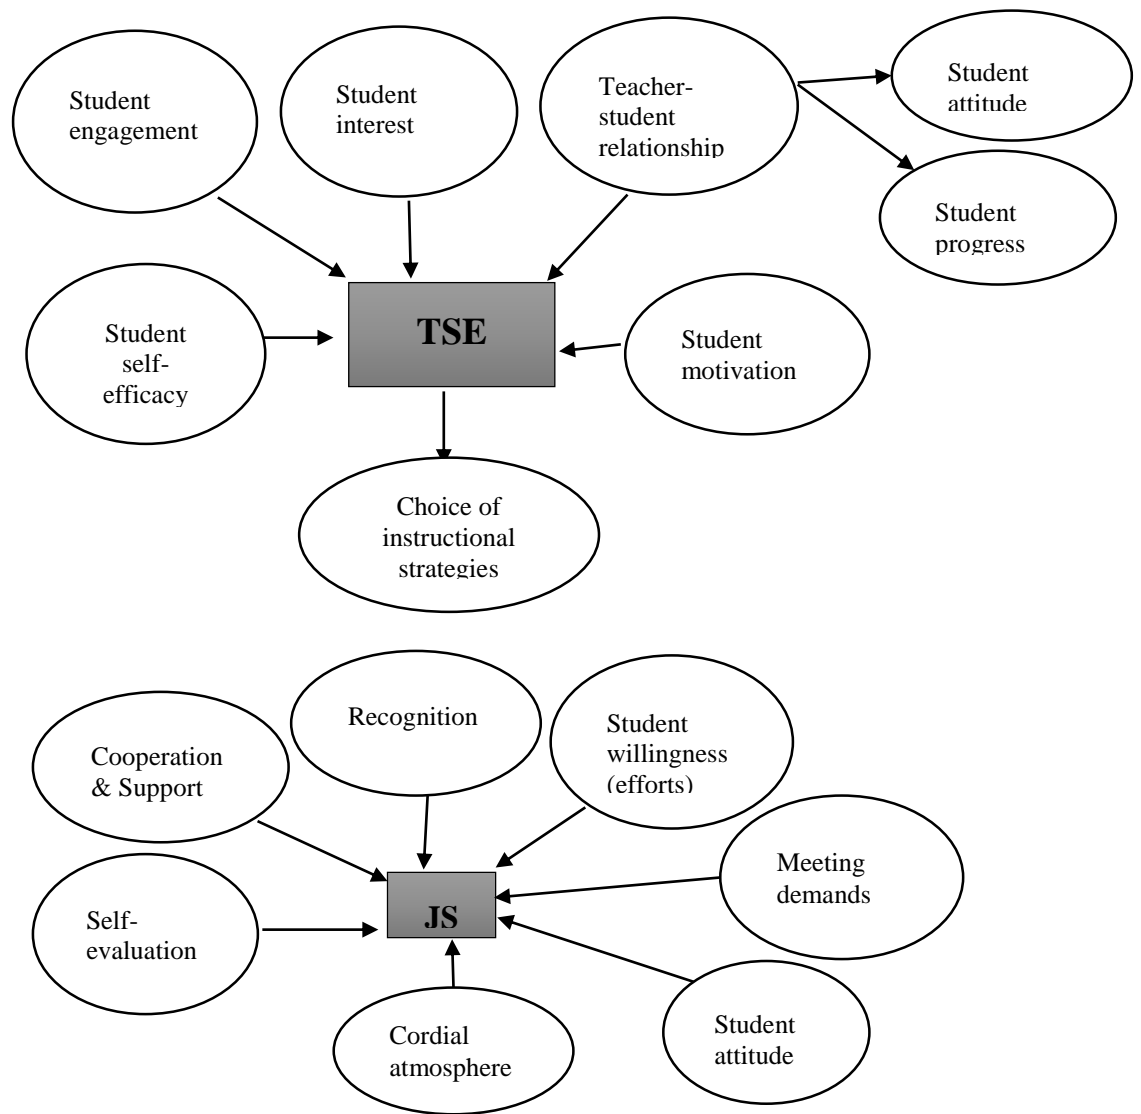 Student
engagement
Student
interest
Teacher-
student
relationship
Student
attitude
Student
progress
Student
self-
efficacy
TSE
Student
motivation
Choice of
instructional
strategies
Cooperation
& Support
Recognition
Student
willingness
(efforts)
Meeting
demands
Self-
evaluation
JS
Cordial
atmosphere
Student
attitude